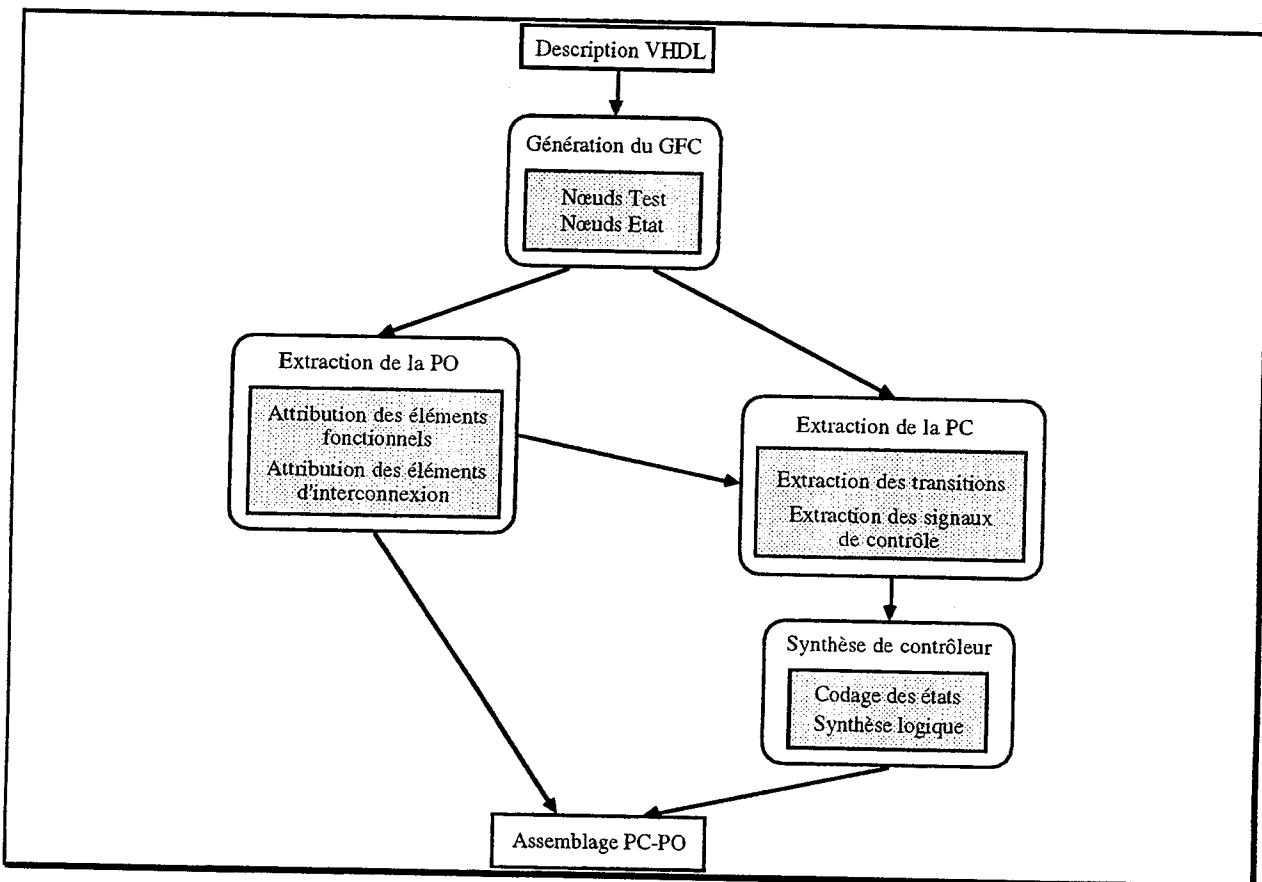 Description VHDL
Génération du GFC
Nœuds Test
Nœuds Etat
Extraction de la PO
Attribution des éléments
fonctionnels
Attribution des éléments
d'interconnexion
Extraction de la PC
Extraction des transitions
Extraction des signaux
de contrôle
Synthèse de contrôleur
Codage des états
Synthèse logique
Assemblage PC-PO